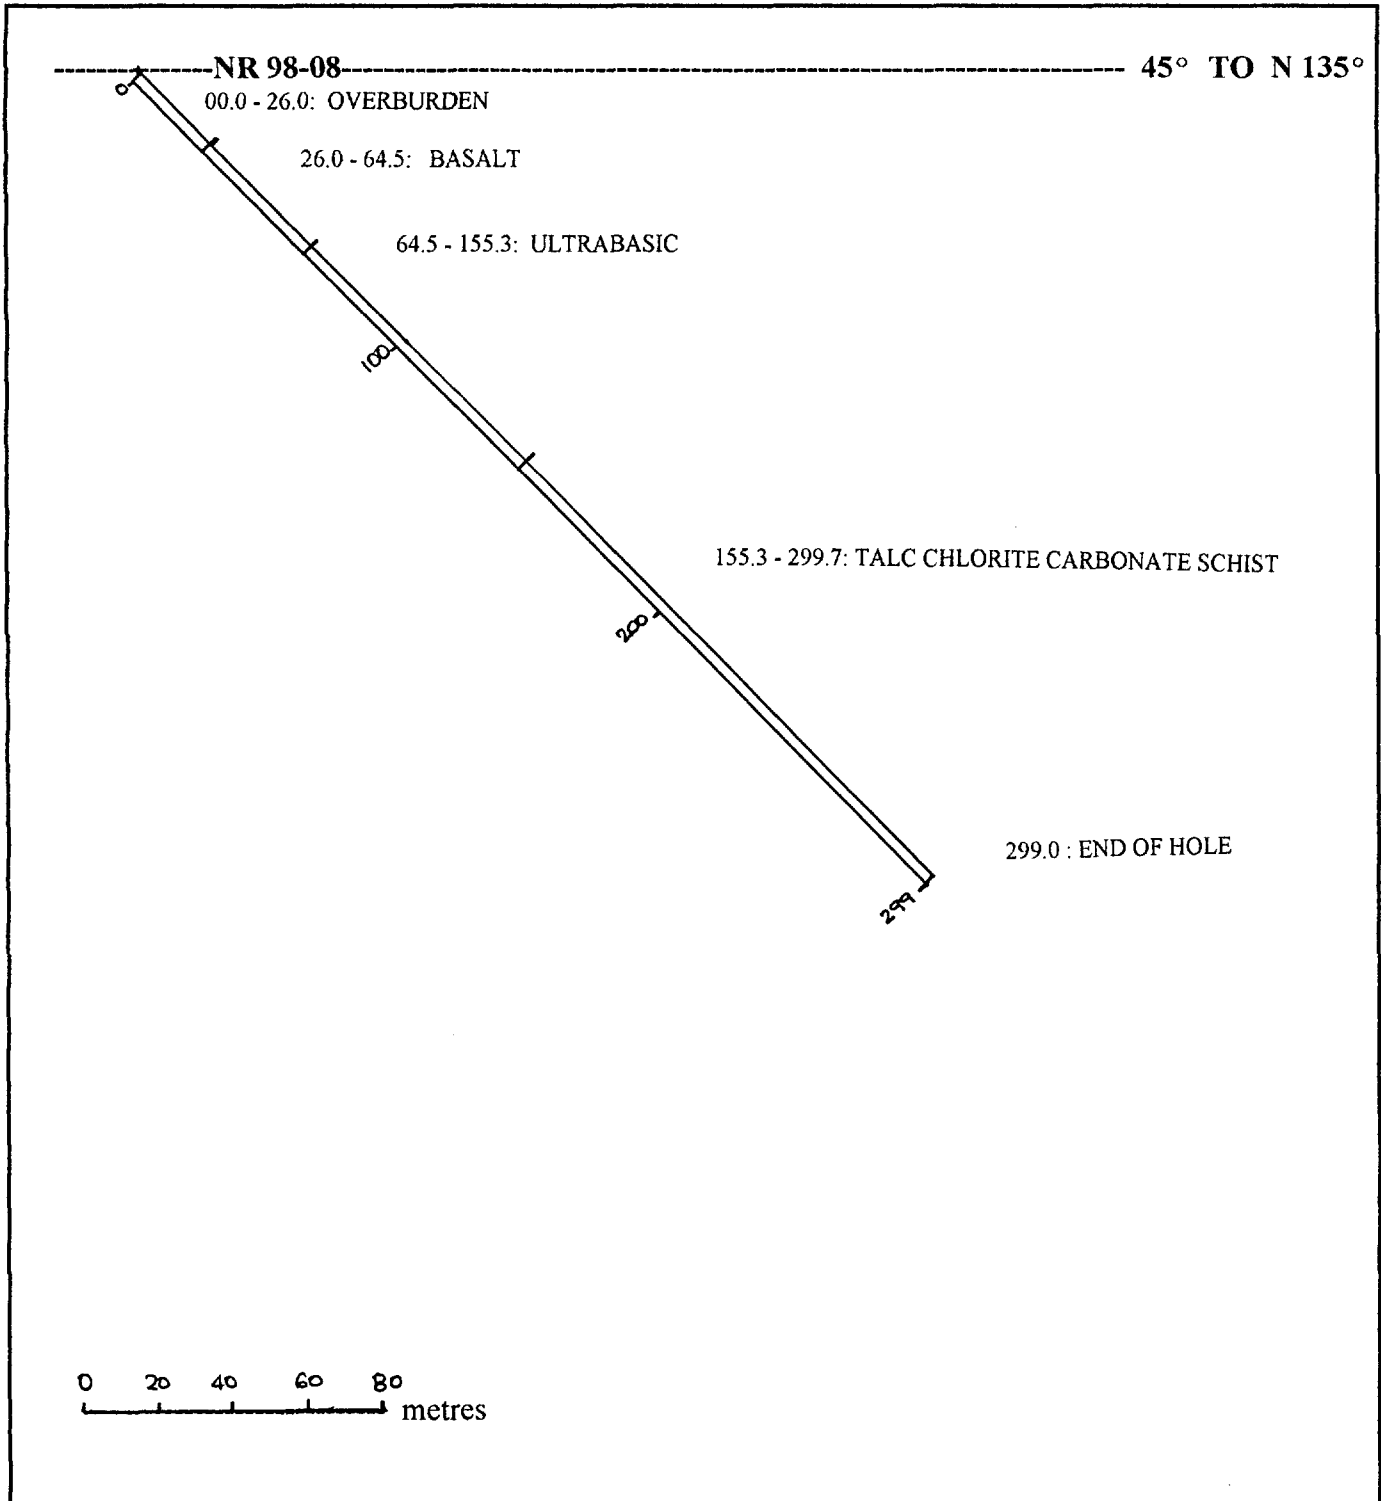 NR 98-08 45° TO N 135°
0
00.0 - 26.0: OVERBURDEN
26.0 - 64.5: BASALT
64.5 - 155.3: ULTRABASIC
100
155.3 - 299.7: TALC CHLORITE CARBONATE SCHIST
200
299.0 : END OF HOLE
299
0 20 40 60 80
metres